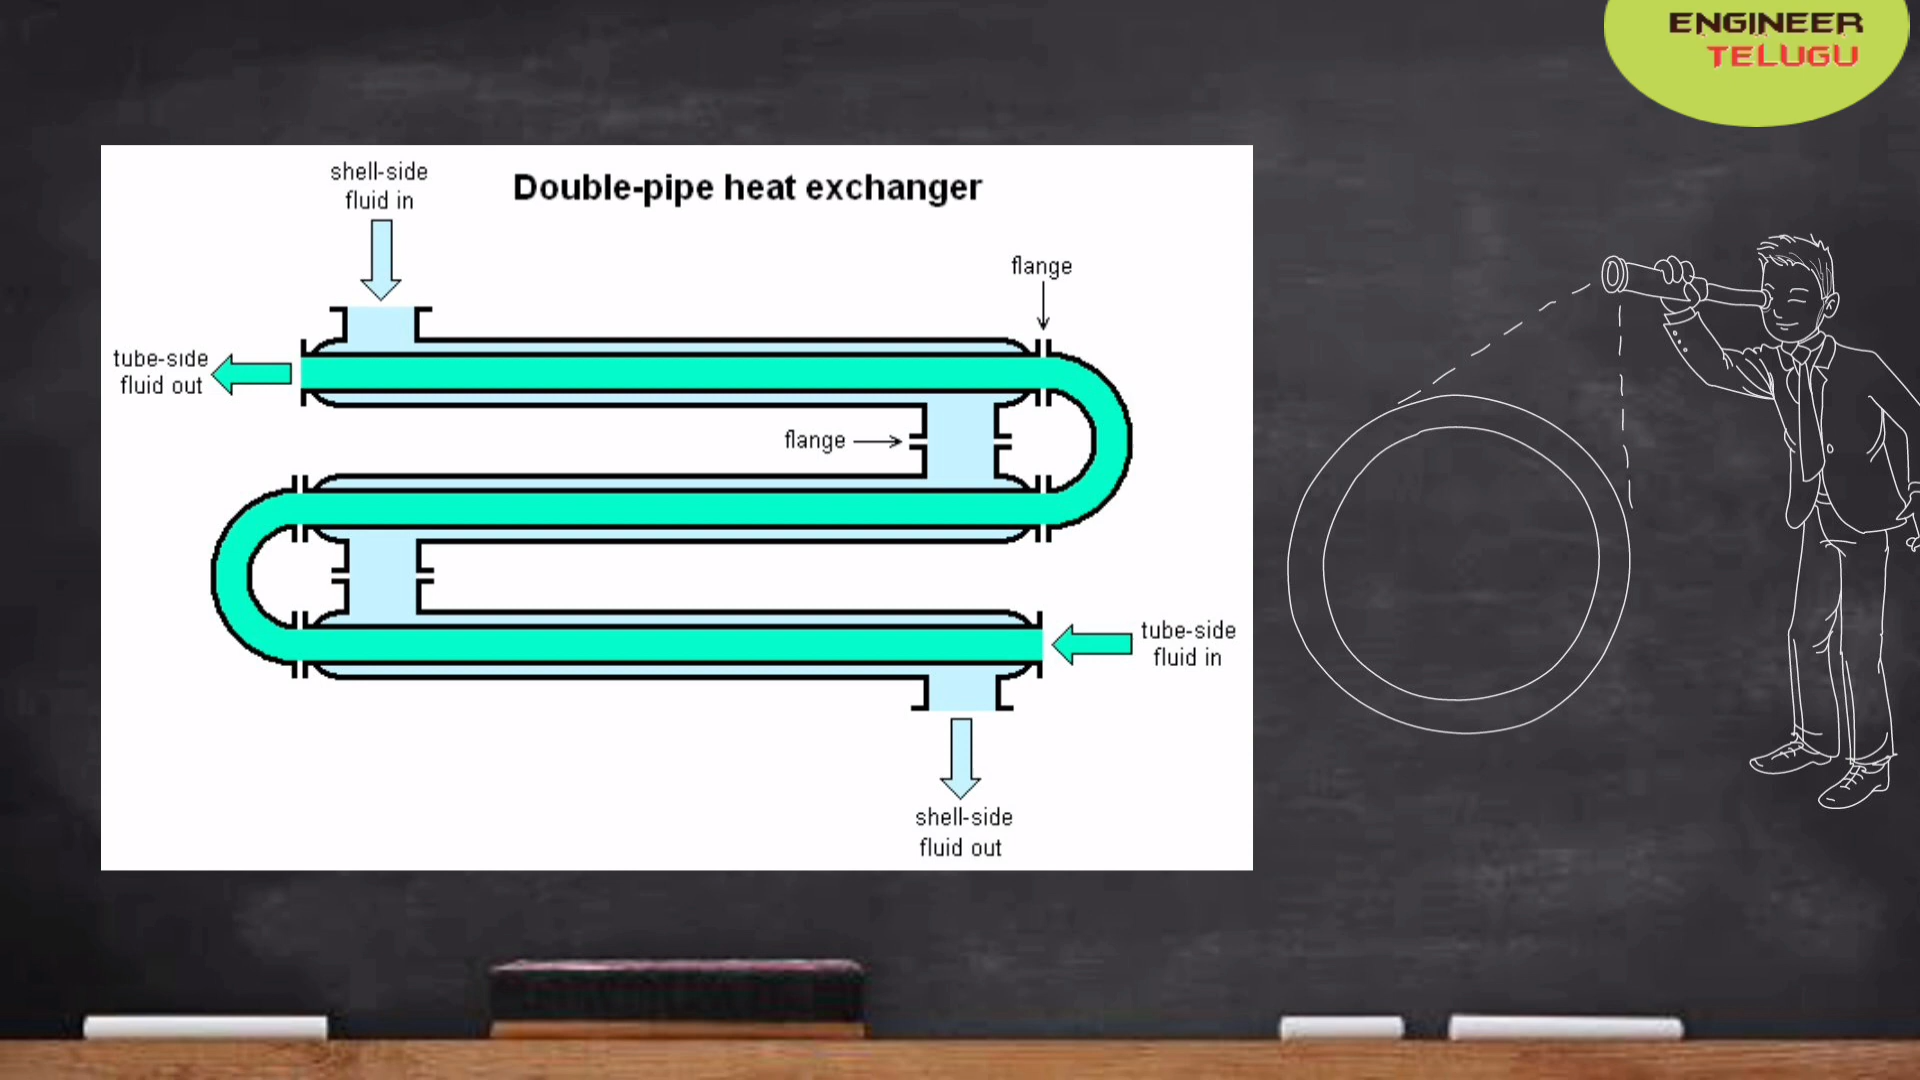 ENGINEER
TELUGU
Double-pipe heat exchanger
shell-side
fluid in
flange
tube-side
fluid out
flange
tube-side
fluid in
shell-side
fluid out